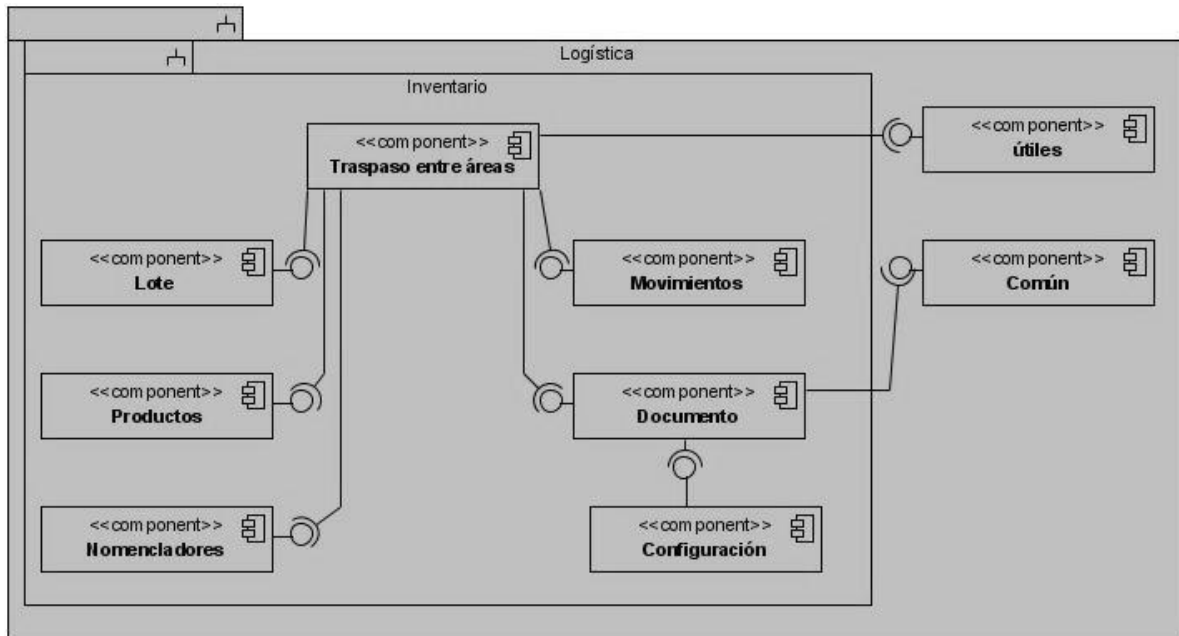 Logística
Inventario
<<component>>
Traspaso entre áreas
<<component>>
útiles
<<component>>
Lote
<<component>>
Movimientos
<<component>>
Común
<<component>>
Productos
<<component>>
Documento
<<component>>
Nomencladores
<<component>>
Configuración